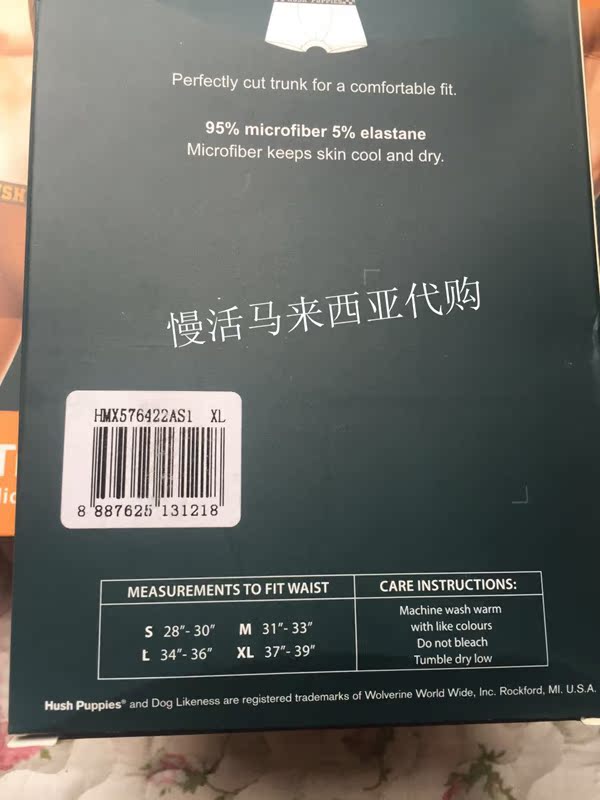 Perfectly cut trunk for a comfortable fit.
95% microfiber 5% elastane
Microfiber keeps skin cool and dry.
慢活马来西亚代购
HMX576422AS1 XL
8 887625 131218
MEASUREMENTS TO FIT WAIST
S 28"- 30" M 31"- 33"
L 34"- 36" XL 37"- 39"
CARE INSTRUCTIONS:
Machine wash warm
with like colours
Do not bleach
Tumble dry low
Hush Puppies® and Dog Likeness are registered trademarks of Wolverine World Wide, Inc. Rockford, MI. U.S.A.